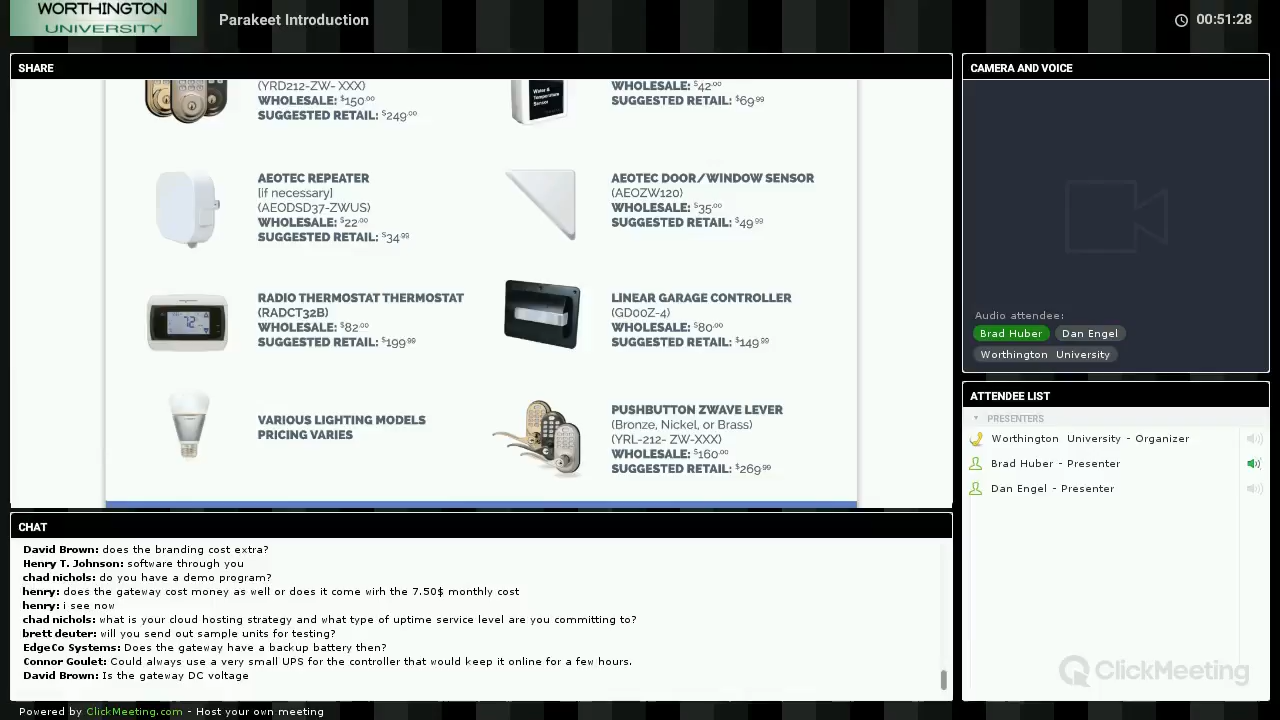 WORTHINGTON
UNIVERSITY
Parakeet Introduction
00:51:28
SHARE
(YRD212-ZW- XXX)
WHOLESALE: $150.00
SUGGESTED RETAIL: $249.00
Water &
Temperature
Sensor
WHOLESALE: $42.00
SUGGESTED RETAIL: $69.99
AEOTEC REPEATER
[if necessary]
(AEODSD37-ZWUS)
WHOLESALE: $22.00
SUGGESTED RETAIL: $34.99
AEOTEC DOOR/WINDOW SENSOR
(AEOZW120)
WHOLESALE: $35.00
SUGGESTED RETAIL: $49.99
72
RADIO THERMOSTAT THERMOSTAT
(RADCT32B)
WHOLESALE: $82.00
SUGGESTED RETAIL: $199.99
LINEAR GARAGE CONTROLLER
(GD00Z-4)
WHOLESALE: $80.00
SUGGESTED RETAIL: $149.99
VARIOUS LIGHTING MODELS
PRICING VARIES
PUSHBUTTON ZWAVE LEVER
(Bronze, Nickel, or Brass)
(YRL-212- ZW-XXX)
WHOLESALE: $160.00
SUGGESTED RETAIL: $269.99
CAMERA AND VOICE
Audio attendee:
Brad Huber
Dan Engel
Worthington University
ATTENDEE LIST
PRESENTERS
Worthington University - Organizer
Brad Huber - Presenter
Dan Engel - Presenter
CHAT
David Brown: does the branding cost extra?
Henry T. Johnson: software through you
chad nichols: do you have a demo program?
henry: does the gateway cost money as well or does it come wirh the 7.50$ monthly cost
henry: i see now
chad nichols: what is your cloud hosting strategy and what type of uptime service level are you committing to?
brett deuter: will you send out sample units for testing?
EdgeCo Systems: Does the gateway have a backup battery then?
Connor Goulet: Could always use a very small UPS for the controller that would keep it online for a few hours.
David Brown: Is the gateway DC voltage
ClickMeeting
Powered by ClickMeeting.com - Host your own meeting